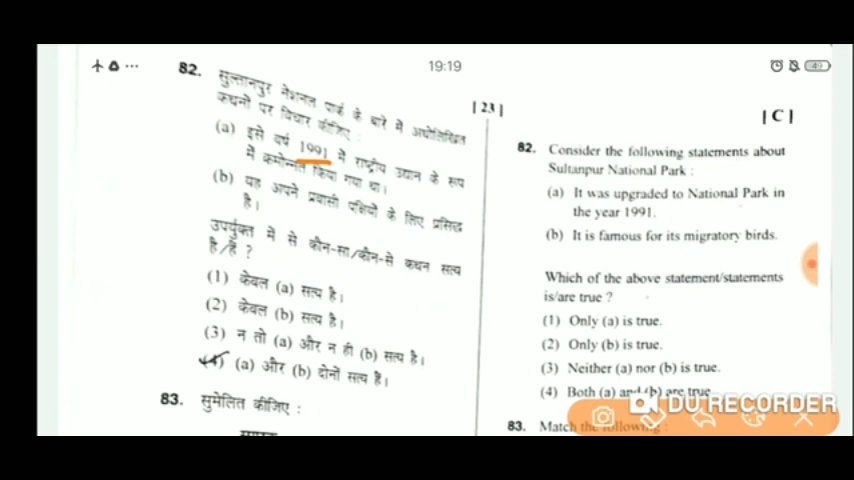 19:19
82. सुल्तानपुर नेशनल पार्क के बारे में अधोलिखित
कथनों पर विचार कीजिए :
(a) इसे वर्ष 1991 में राष्ट्रीय उद्यान के रूप
में क्रमोन्नत किया गया था।
(b) यह अपने प्रवासी पक्षियों के लिए प्रसिद्ध
है।
उपर्युक्त में से कौन-सा/कौन-से कथन सत्य
है/हैं ?
(1) केवल (a) सत्य है।
(2) केवल (b) सत्य है।
(3) न तो (a) और न ही (b) सत्य है।
(4) (a) और (b) दोनों सत्य है।
83. सुमेलित कीजिए :
[ 23 ]
[ C ]
82. Consider the following statements about
Sultanpur National Park :
(a) It was upgraded to National Park in
the year 1991.
(b) It is famous for its migratory birds.
Which of the above statement/statements
is/are true ?
(1) Only (a) is true.
(2) Only (b) is true.
(3) Neither (a) nor (b) is true.
(4) Both (a) and (b) are true
DU RECORDER
83. Match the following :